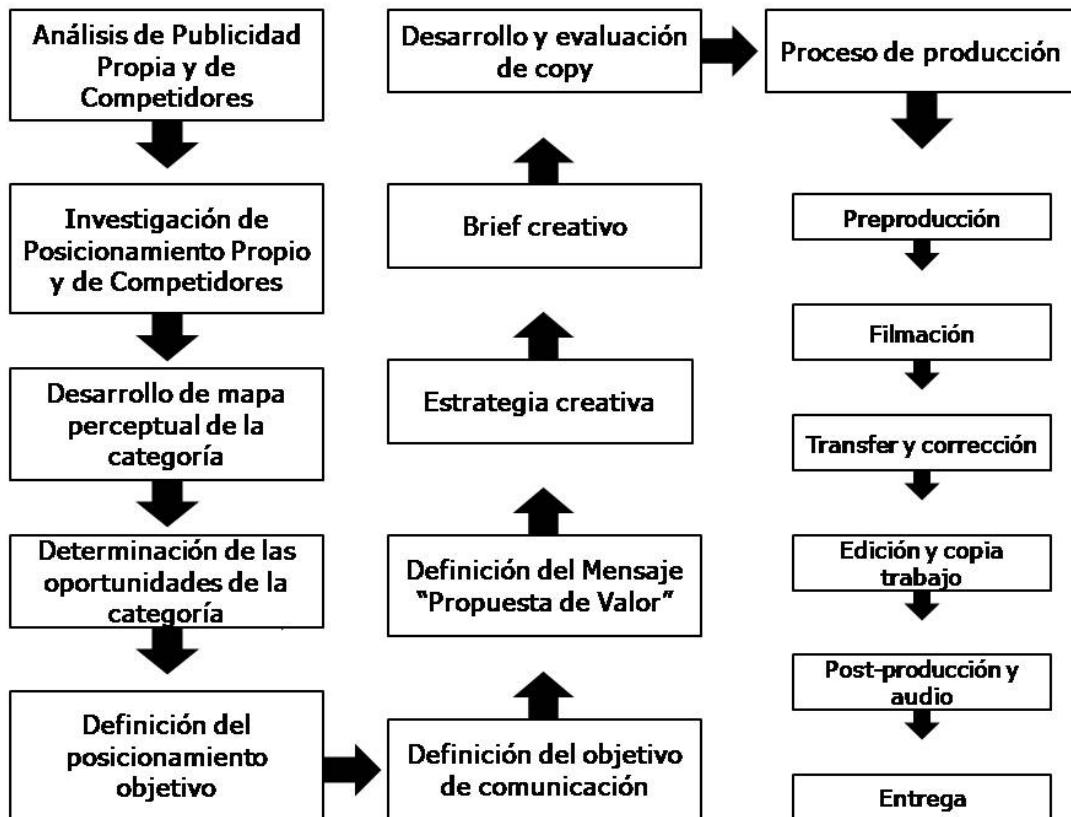 Análisis de Publicidad
Propia y de
Competidores
Investigación de
Posicionamiento Propio
y de Competidores
Desarrollo de mapa
perceptual de la
categoría
Determinación de las
oportunidades de la
categoría
Definición del
posicionamiento
objetivo
Definición del objetivo
de comunicación
Definición del Mensaje
“Propuesta de Valor”
Estrategia creativa
Brief creativo
Desarrollo y evaluación
de copy
Proceso de producción
Preproducción
Filmación
Transfer y corrección
Edición y copia
trabajo
Post-producción y
audio
Entrega